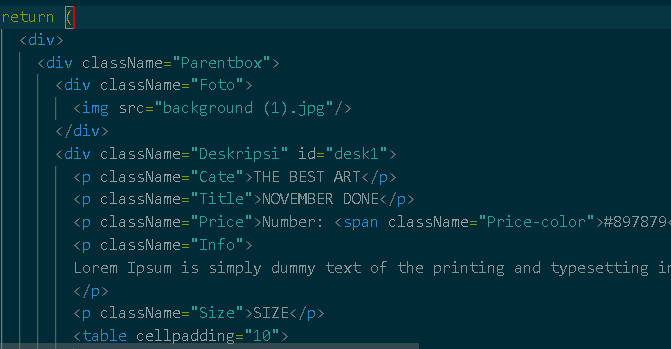 return (
<div>
<div className="Parentbox">
<div className="Foto">
<img src="background (1).jpg"/>
</div>
<div className="Deskripsi" id="desk1">
<p className="Cate">THE BEST ART</p>
<p className="Title">NOVEMBER DONE</p>
<p className="Price">Number: <span className="Price-color">#897879<
<p className="Info">
Lorem Ipsum is simply dummy text of the printing and typesetting in
</p>
<p className="Size">SIZE</p>
<table cellpadding="10">